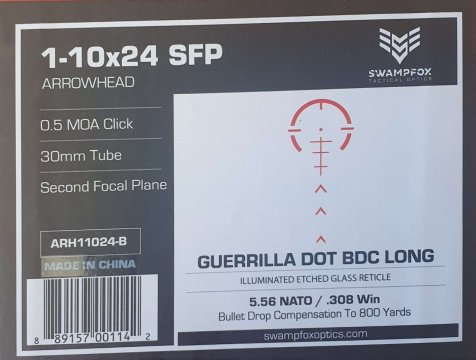 1-10x24 SFP
ARROWHEAD
0.5 MOA Click
30mm Tube
Second Focal Plane
ARH11024-B
MADE IN CHINA
8 89157 00114 2
SWAMPFOX
TACTICAL OPTICS
GUERRILLA DOT BDC LONG
ILLUMINATED ETCHED GLASS RETICLE
5.56 NATO / .308 Win
Bullet Drop Compensation To 800 Yards
swampfoxoptics.com